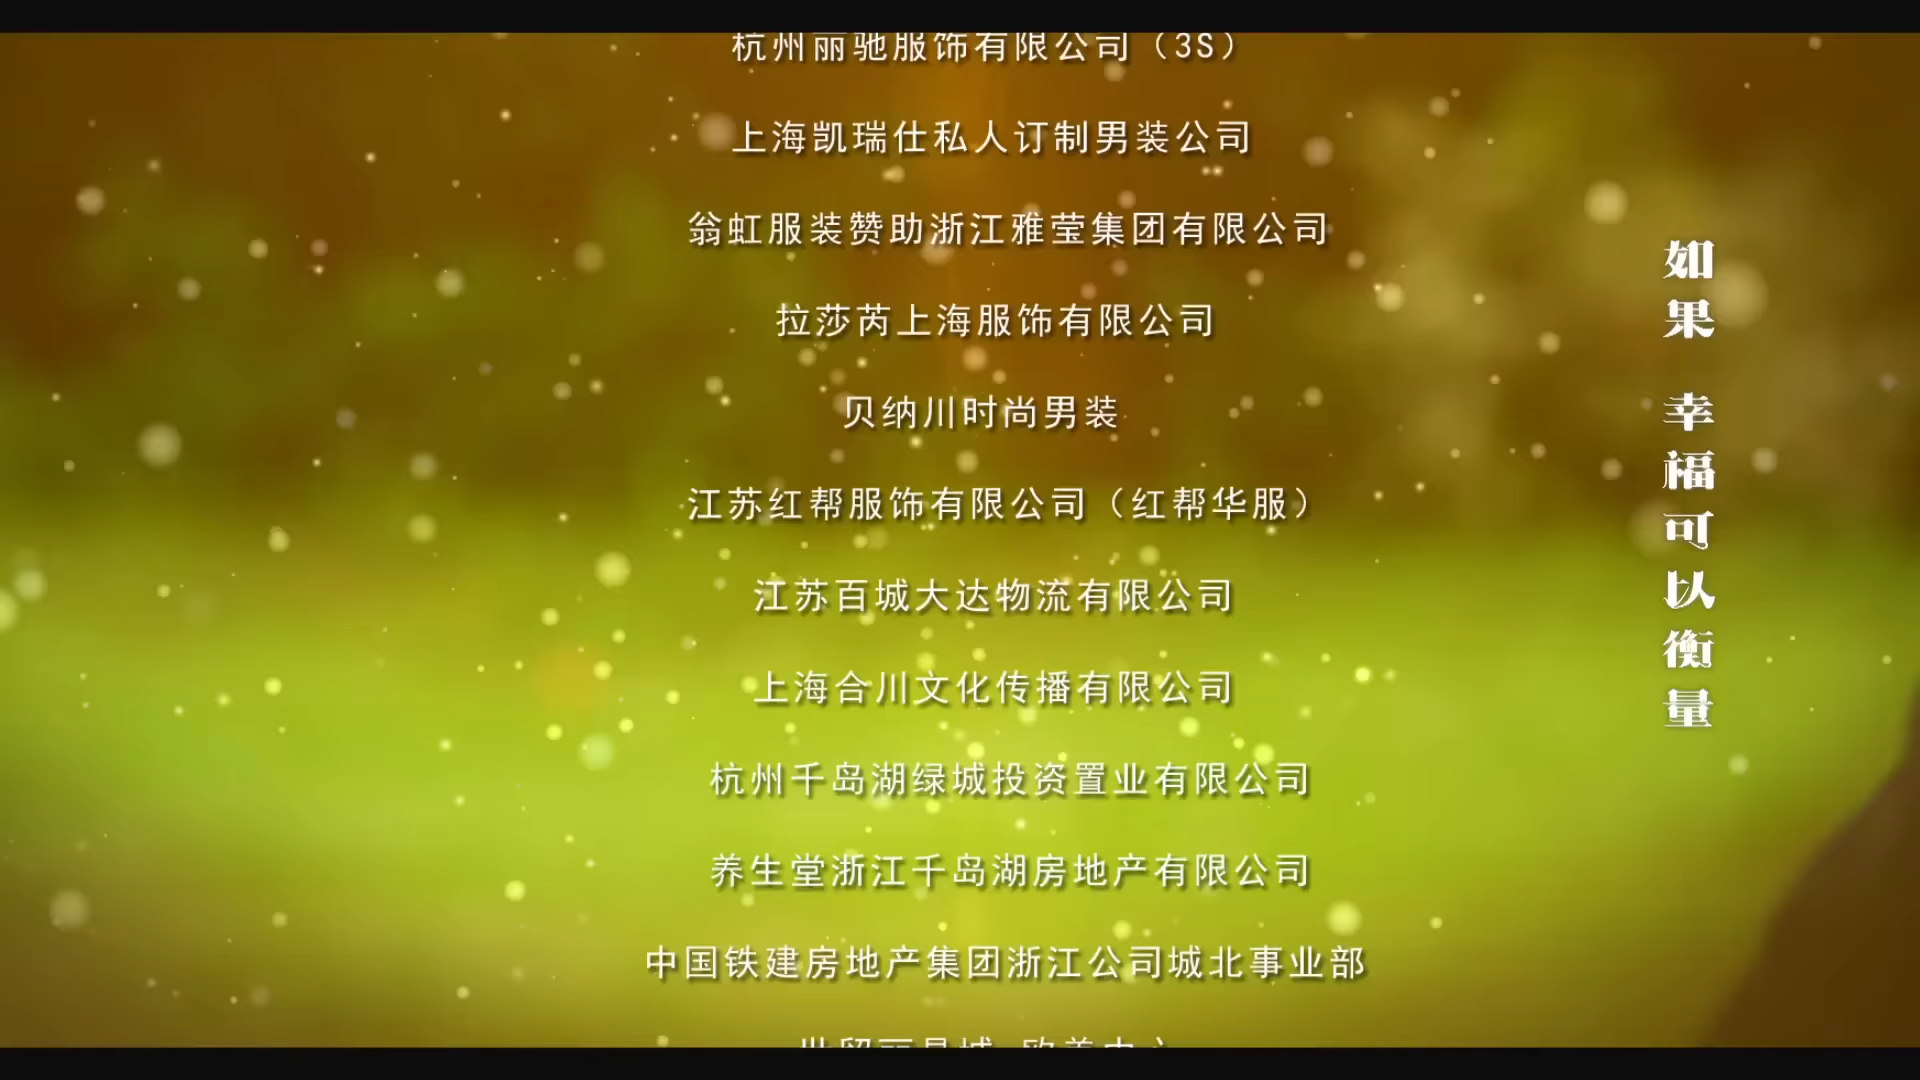 杭州丽驰服饰有限公司（3S）
上海凯瑞仕私人订制男装公司
翁虹服装赞助浙江雅莹集团有限公司
拉莎芮上海服饰有限公司
贝纳川时尚男装
江苏红帮服饰有限公司（红帮华服）
江苏百城大达物流有限公司
上海合川文化传播有限公司
杭州千岛湖绿城投资置业有限公司
养生堂浙江千岛湖房地产有限公司
中国铁建房地产集团浙江公司城北事业部
如果 幸福可以衡量